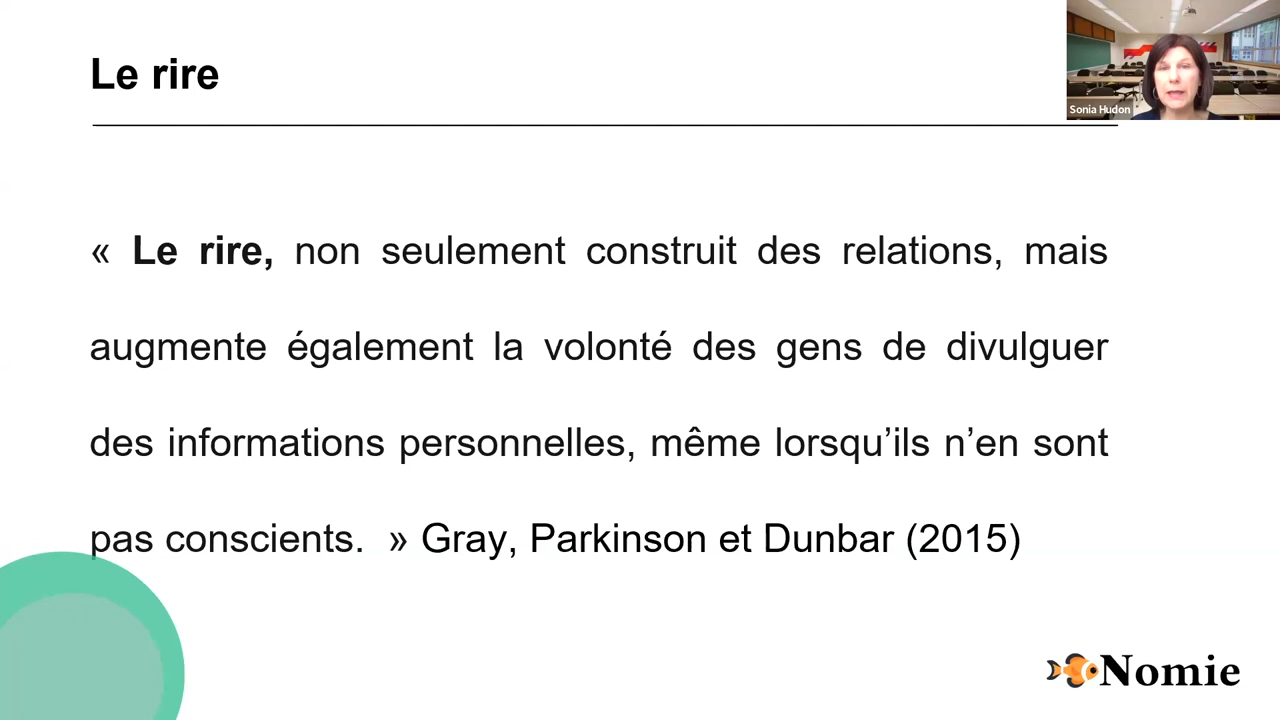 Le rire
Sonia Hudon
« Le rire, non seulement construit des relations, mais
augmente également la volonté des gens de divulguer
des informations personnelles, même lorsqu’ils n’en sont
pas conscients.  » Gray, Parkinson et Dunbar (2015)
Nomie